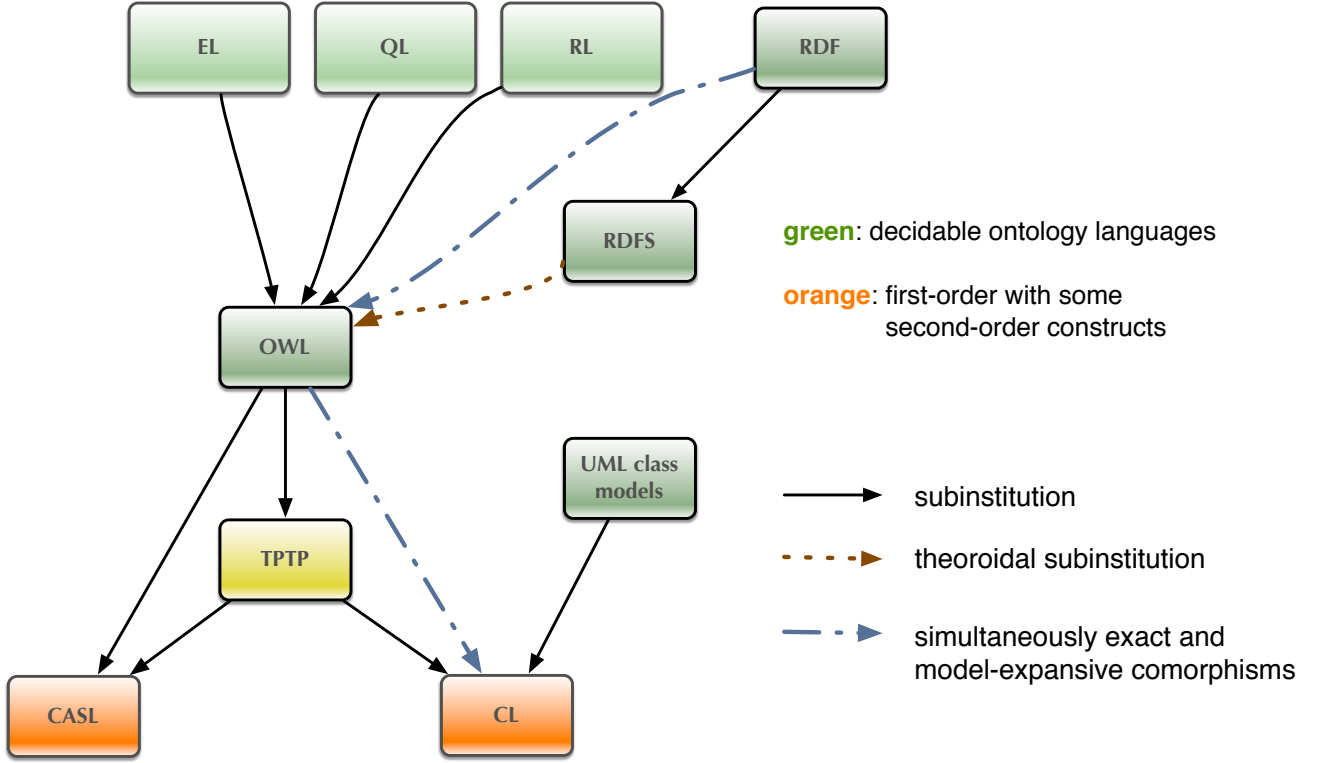 EL
QL
RL
RDF
RDFS
green: decidable ontology languages
orange: first-order with some
second-order constructs
OWL
UML class
models
subinstitution
TPTP
theoroidal subinstitution
simultaneously exact and
model-expansive comorphisms
CASL
CL